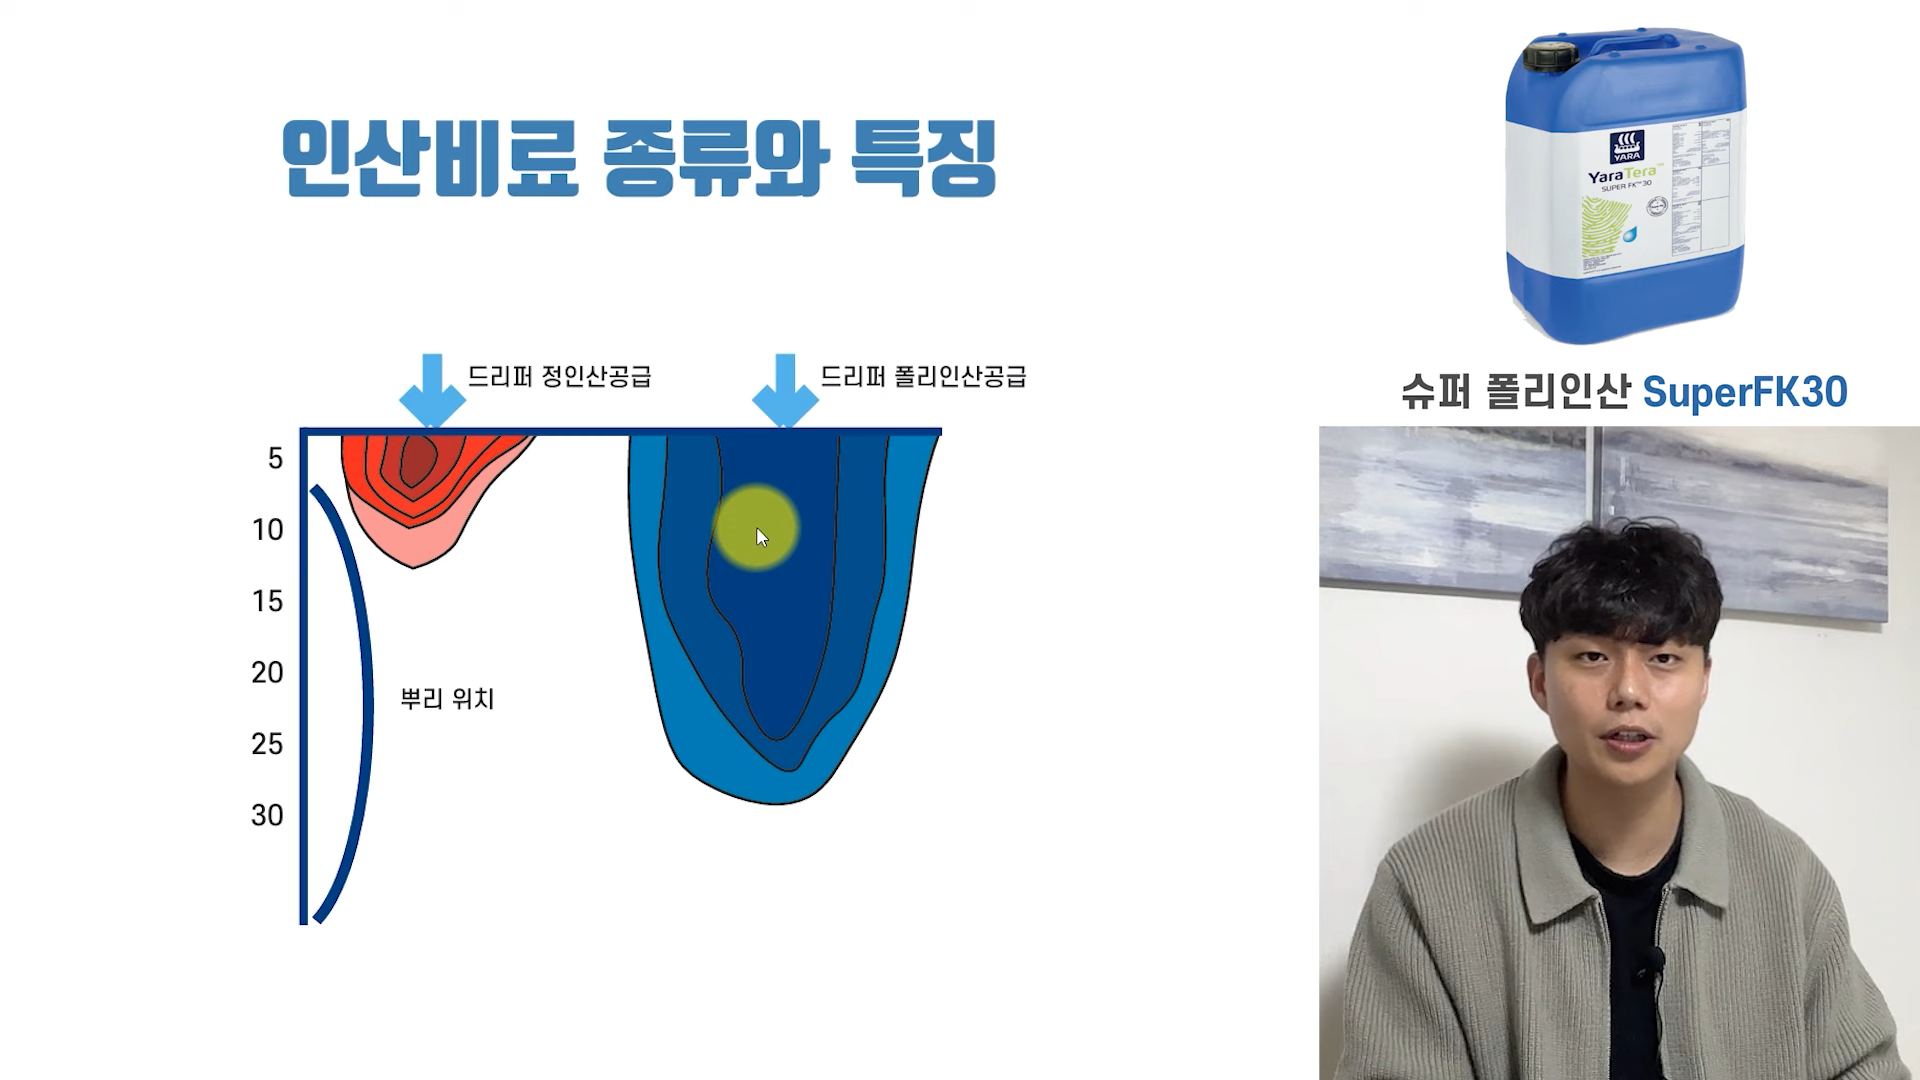 인산비료 종류와 특징
드리퍼 정인산공급
드리퍼 폴리인산공급
5
10
15
20
25
30
뿌리 위치
YARA
YaraTera
SUPER FK 30
슈퍼 폴리인산 SuperFK30